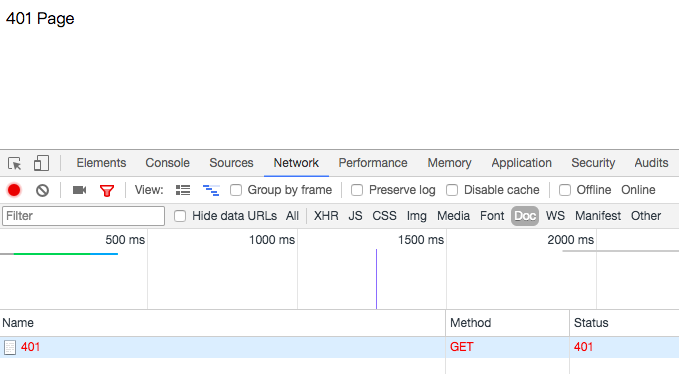 401 Page
Elements Console Sources Network Performance Memory Application Security Audits
View: Group by frame Preserve log Disable cache Offline Online
Filter Hide data URLs All XHR JS CSS Img Media Font Doc WS Manifest Other
500 ms 1000 ms 1500 ms 2000 ms
Name Method Status
401 GET 401